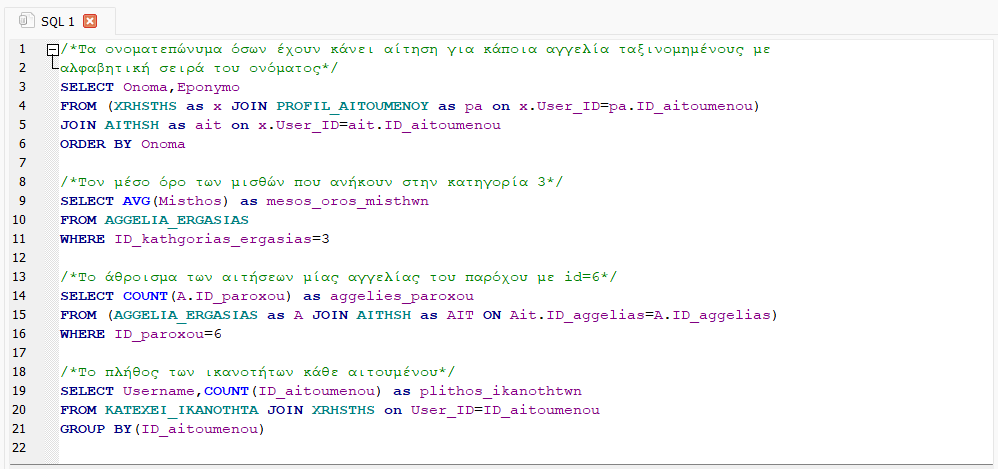 SQL 1
1 /*Τα ονοματεπώνυμα όσων έχουν κάνει αίτηση για κάποια αγγελία ταξινομημένους με
2 αλφαβητική σειρά του ονόματος*/
3 SELECT Onoma,Eponymo
4 FROM (XRHSTHS as x JOIN PROFIL_AITOUMENOY as pa on x.User_ID=pa.ID_aitoumenou)
5 JOIN AITHSH as ait on x.User_ID=ait.ID_aitoumenou
6 ORDER BY Onoma
7
8 /*Τον μέσο όρο των μισθών που ανήκουν στην κατηγορία 3*/
9 SELECT AVG(Misthos) as mesos_oros_misthwn
10 FROM AGGELIA_ERGASIAS
11 WHERE ID_kathgorias_ergasias=3
12
13 /*Το άθροισμα των αιτήσεων μίας αγγελίας του παρόχου με id=6*/
14 SELECT COUNT(A.ID_paroxou) as aggelies_paroxou
15 FROM (AGGELIA_ERGASIAS as A JOIN AITHSH as AIT ON Ait.ID_aggelias=A.ID_aggelias)
16 WHERE ID_paroxou=6
17
18 /*Το πλήθος των ικανοτήτων κάθε αιτουμένου*/
19 SELECT Username,COUNT(ID_aitoumenou) as plithos_ikanothtwn
20 FROM KATEXEI_IKANOTHTA JOIN XRHSTHS on User_ID=ID_aitoumenou
21 GROUP BY(ID_aitoumenou)
22